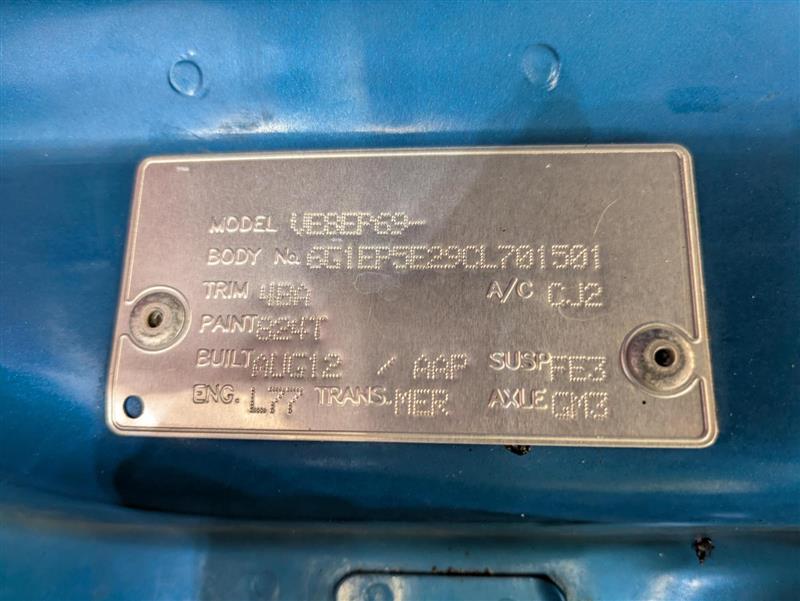 MODEL VE8EP69-
BODY No. 6G1EP5E29CL701501
TRIM 48A A/C CJ2
PAINT 824T
BUILT AUG12 / AAP SUSP FE3
ENG. L77 TRANS. MER AXLE GM3